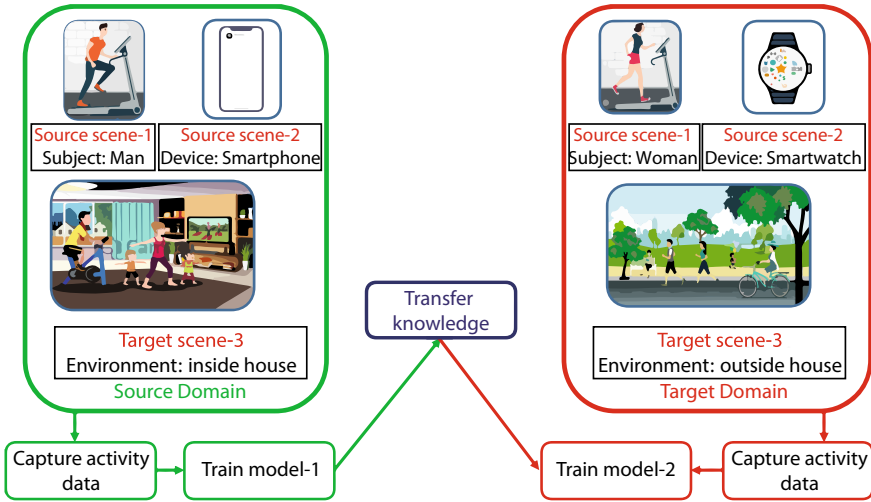 Source scene-1
Subject: Man
Source scene-2
Device: Smartphone
Target scene-3
Environment: inside house
Source Domain
Capture activity
data
Train model-1
Transfer
knowledge
Source scene-1
Subject: Woman
Source scene-2
Device: Smartwatch
Target scene-3
Environment: outside house
Target Domain
Train model-2
Capture activity
data